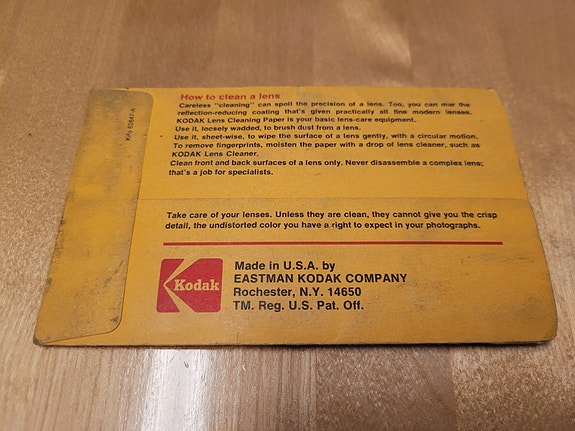 How to clean a lens
Careless "cleaning" can spoil the precision of a lens. Too, you can mar the
reflection-reducing coating that's given practically all fine modern lenses.
KODAK Lens Cleaning Paper is your basic lens-care equipment.
Use it, loosely wadded, to brush dust from a lens.
Use it, sheet-wise, to wipe the surface of a lens gently, with a circular motion.
To remove fingerprints, moisten the paper with a drop of lens cleaner, such as
KODAK Lens Cleaner.
Clean front and back surfaces of a lens only. Never disassemble a complex lens;
that's a job for specialists.
Take care of your lenses. Unless they are clean, they cannot give you the crisp
detail, the undistorted color you have a right to expect in your photographs.
Kodak
Made in U.S.A. by
EASTMAN KODAK COMPANY
Rochester, N.Y. 14650
TM. Reg. U.S. Pat. Off.